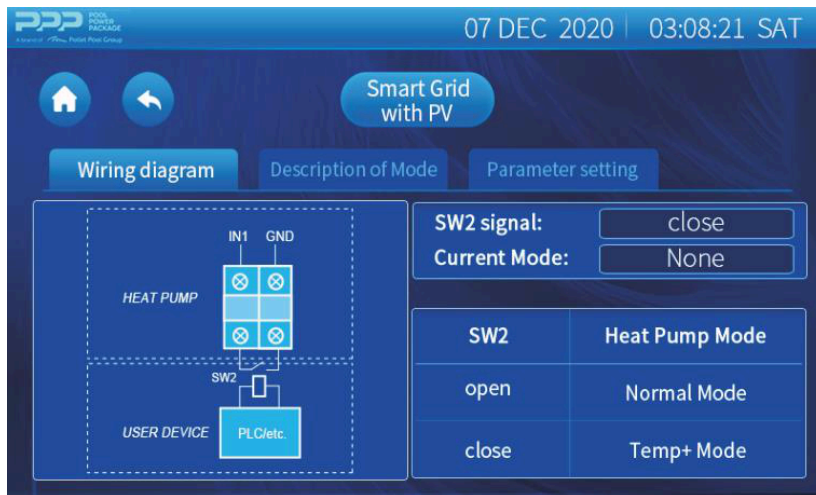 PPP POOL POWER PACKAGE
07 DEC 2020 03:08:21 SAT
Smart Grid
with PV
Wiring diagram Description of Mode Parameter setting
IN1 GND
HEAT PUMP
SW2
USER DEVICE PLC/etc.
SW2 signal: close
Current Mode: None
SW2 Heat Pump Mode
open Normal Mode
close Temp+ Mode